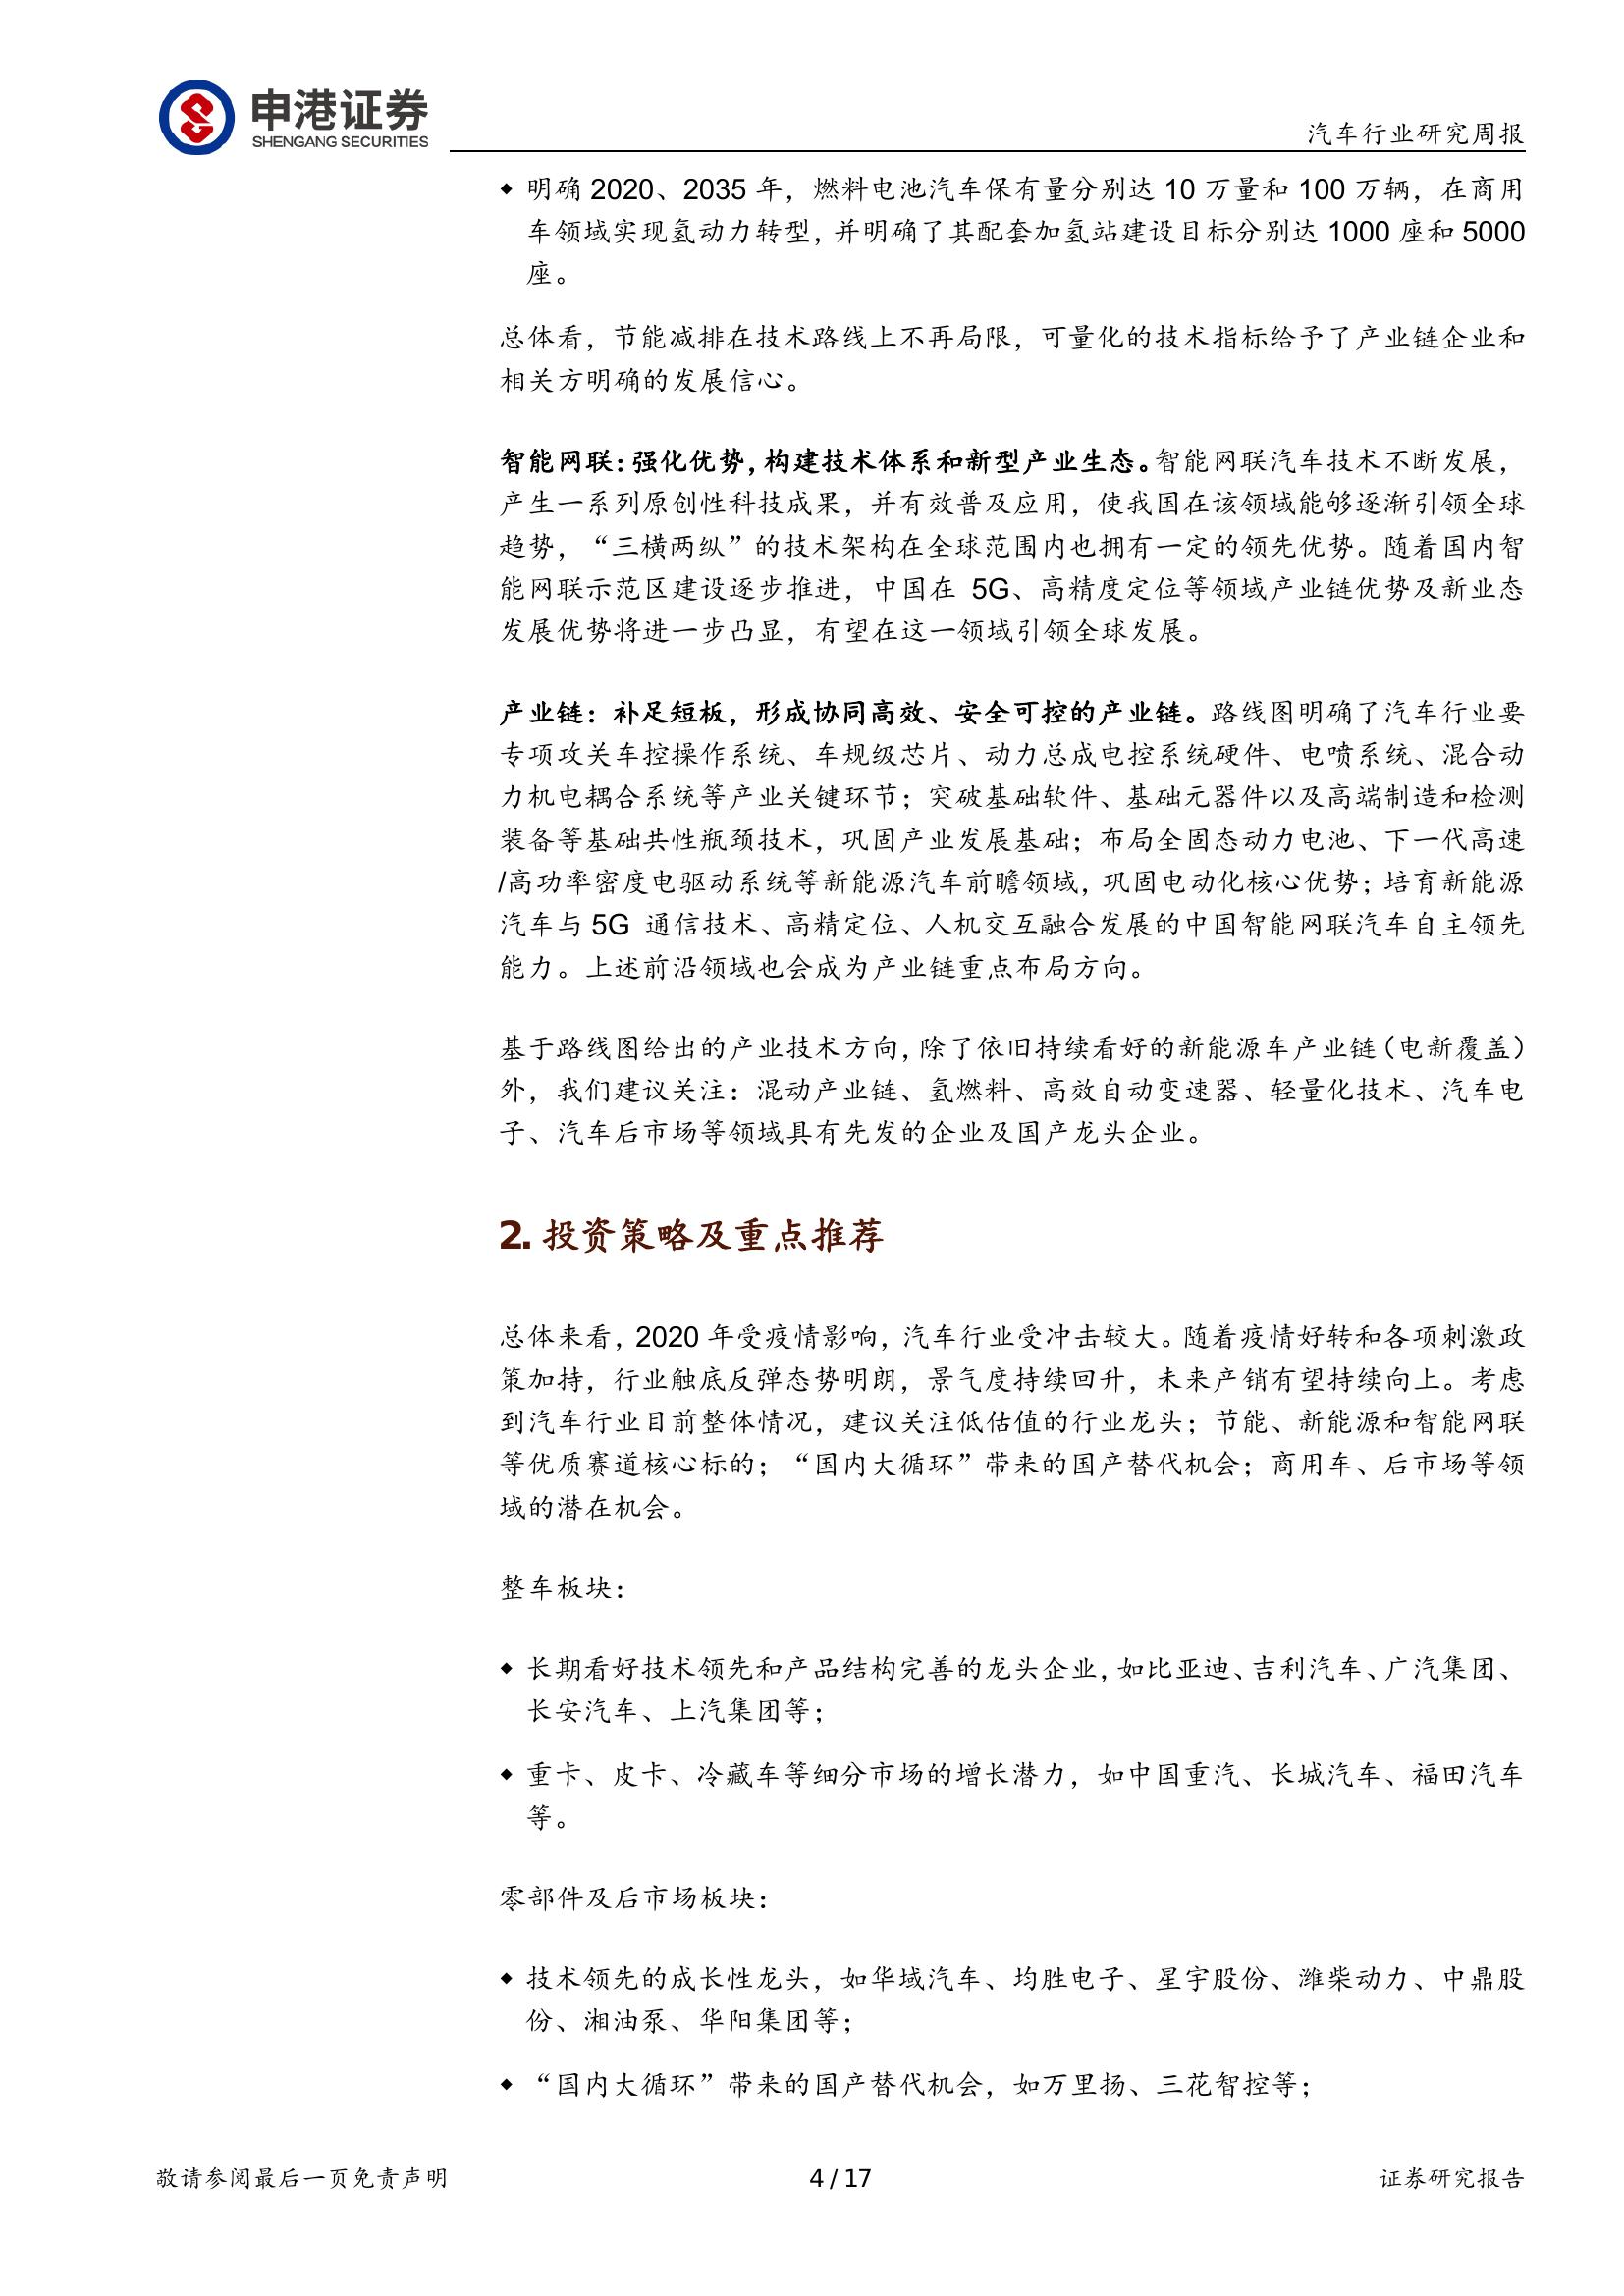 申港证券
SHENGANG SECURITIES
汽车行业研究周报
◆ 明确 2020、2035 年，燃料电池汽车保有量分别达 10 万量和 100 万辆，在商用
车领域实现氢动力转型，并明确了其配套加氢站建设目标分别达 1000 座和 5000
座。
总体看，节能减排在技术路线上不再局限，可量化的技术指标给予了产业链企业和
相关方明确的发展信心。
智能网联：强化优势，构建技术体系和新型产业生态。智能网联汽车技术不断发展，
产生一系列原创性科技成果，并有效普及应用，使我国在该领域能够逐渐引领全球
趋势，“三横两纵”的技术架构在全球范围内也拥有一定的领先优势。随着国内智
能网联示范区建设逐步推进，中国在 5G、高精度定位等领域产业链优势及新业态
发展优势将进一步凸显，有望在这一领域引领全球发展。
产业链：补足短板，形成协同高效、安全可控的产业链。路线图明确了汽车行业要
专项攻关车控操作系统、车规级芯片、动力总成电控系统硬件、电喷系统、混合动
力机电耦合系统等产业关键环节；突破基础软件、基础元器件以及高端制造和检测
装备等基础共性瓶颈技术，巩固产业发展基础；布局全固态动力电池、下一代高速
/高功率密度电驱动系统等新能源汽车前瞻领域，巩固电动化核心优势；培育新能源
汽车与 5G 通信技术、高精定位、人机交互融合发展的中国智能网联汽车自主领先
能力。上述前沿领域也会成为产业链重点布局方向。
基于路线图给出的产业技术方向，除了依旧持续看好的新能源车产业链（电新覆盖）
外，我们建议关注：混动产业链、氢燃料、高效自动变速器、轻量化技术、汽车电
子、汽车后市场等领域具有先发的企业及国产龙头企业。
2. 投资策略及重点推荐
总体来看，2020 年受疫情影响，汽车行业受冲击较大。随着疫情好转和各项刺激政
策加持，行业触底反弹态势明朗，景气度持续回升，未来产销有望持续向上。考虑
到汽车行业目前整体情况，建议关注低估值的行业龙头；节能、新能源和智能网联
等优质赛道核心标的；“国内大循环”带来的国产替代机会；商用车、后市场等领
域的潜在机会。
整车板块：
◆ 长期看好技术领先和产品结构完善的龙头企业，如比亚迪、吉利汽车、广汽集团、
长安汽车、上汽集团等；
◆ 重卡、皮卡、冷藏车等细分市场的增长潜力，如中国重汽、长城汽车、福田汽车
等。
零部件及后市场板块：
◆ 技术领先的成长性龙头，如华域汽车、均胜电子、星宇股份、潍柴动力、中鼎股
份、湘油泵、华阳集团等；
◆ “国内大循环”带来的国产替代机会，如万里扬、三花智控等；
敬请参阅最后一页免责声明
4 / 17
证券研究报告